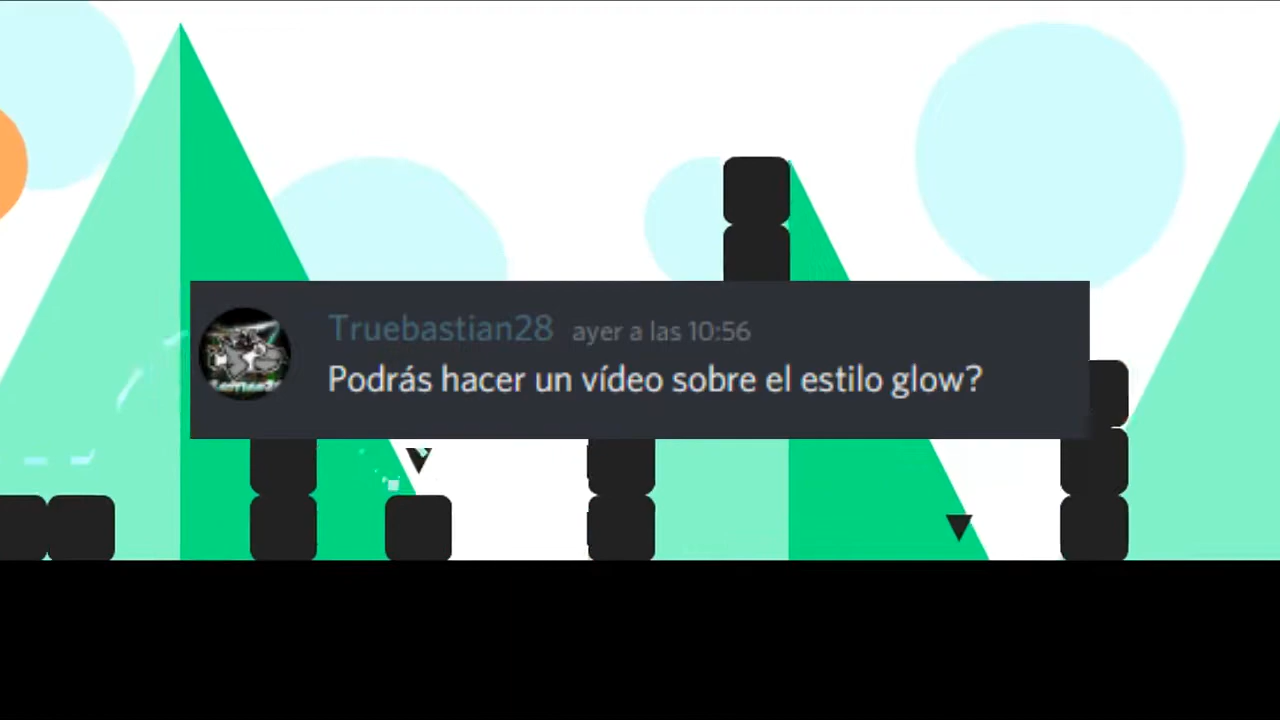 Truebastian28 ayer a las 10:56
Podrás hacer un vídeo sobre el estilo glow?